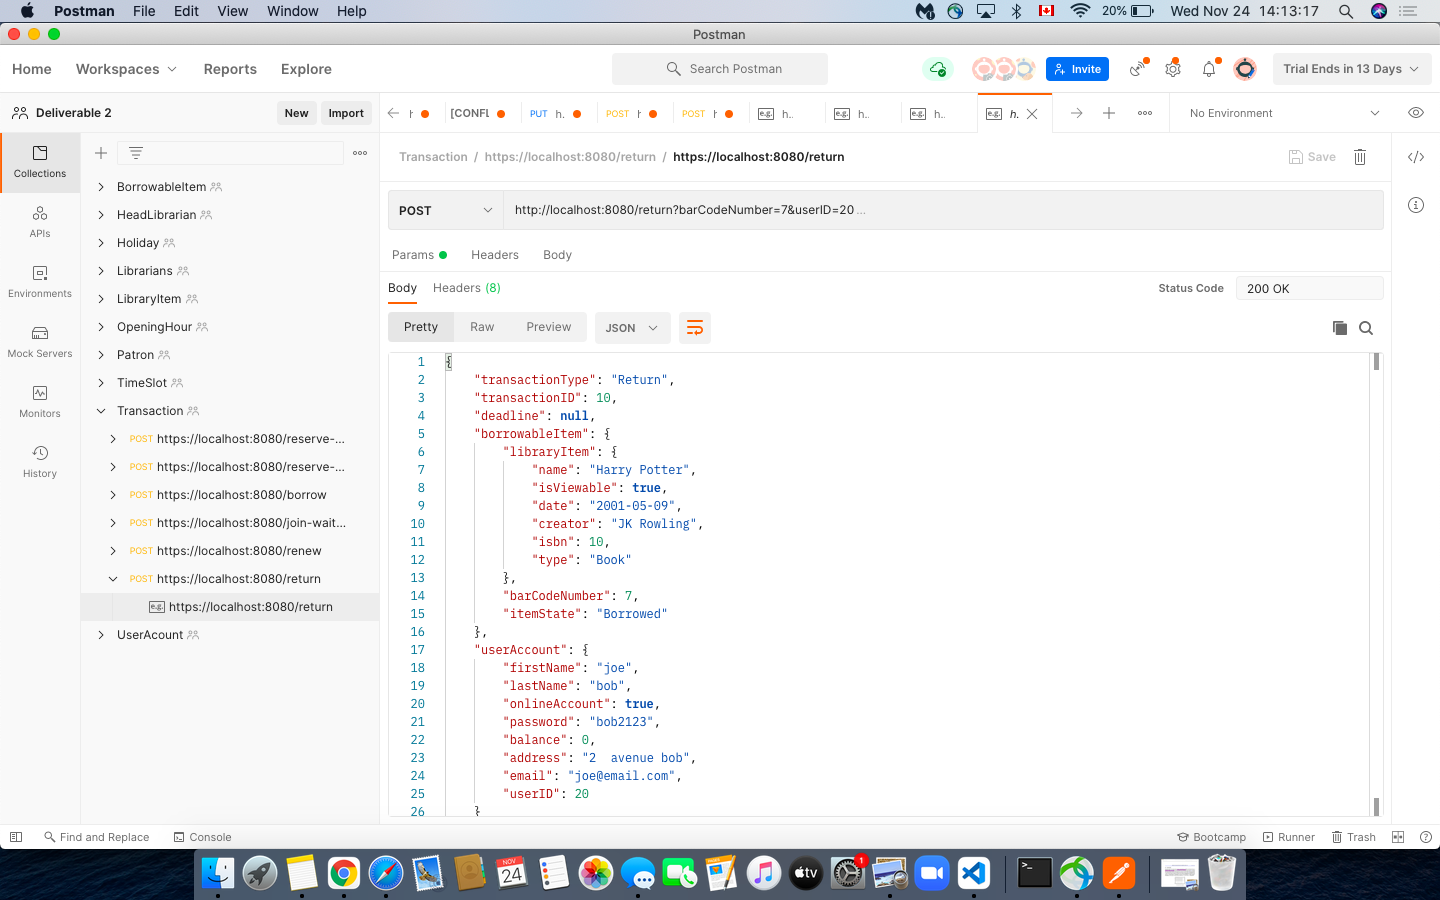 Postman File Edit View Window Help 20% Wed Nov 24 14:13:17
Postman
Home Workspaces Reports Explore Search Postman Invite Trial Ends in 13 Days
Deliverable 2 New Import h [CONFL PUT h. POST h POST h e.g. h.. e.g. h.. e.g. h.. e.g. h. No Environment
Transaction / https://localhost:8080/return / https://localhost:8080/return Save
Collections
APIs
Environments
Mock Servers
Monitors
History
BorrowableItem
HeadLibrarian
Holiday
Librarians
LibraryItem
OpeningHour
Patron
TimeSlot
Transaction
POST https://localhost:8080/reserve-...
POST https://localhost:8080/reserve-...
POST https://localhost:8080/borrow
POST https://localhost:8080/join-wait...
POST https://localhost:8080/renew
POST https://localhost:8080/return
e.g. https://localhost:8080/return
UserAcount
POST http://localhost:8080/return?barCodeNumber=7&userID=20 ...
Params Headers Body
Body Headers (8) Status Code 200 OK
Pretty Raw Preview JSON
1 {
2 "transactionType": "Return",
3 "transactionID": 10,
4 "deadline": null,
5 "borrowableItem": {
6 "libraryItem": {
7 "name": "Harry Potter",
8 "isViewable": true,
9 "date": "2001-05-09",
10 "creator": "JK Rowling",
11 "isbn": 10,
12 "type": "Book"
13 },
14 "barCodeNumber": 7,
15 "itemState": "Borrowed"
16 },
17 "userAccount": {
18 "firstName": "joe",
19 "lastName": "bob",
20 "onlineAccount": true,
21 "password": "bob2123",
22 "balance": 0,
23 "address": "2  avenue bob",
24 "email": "joe@email.com",
25 "userID": 20
26 }
Find and Replace Console Bootcamp Runner Trash
NOV
24
tv
1